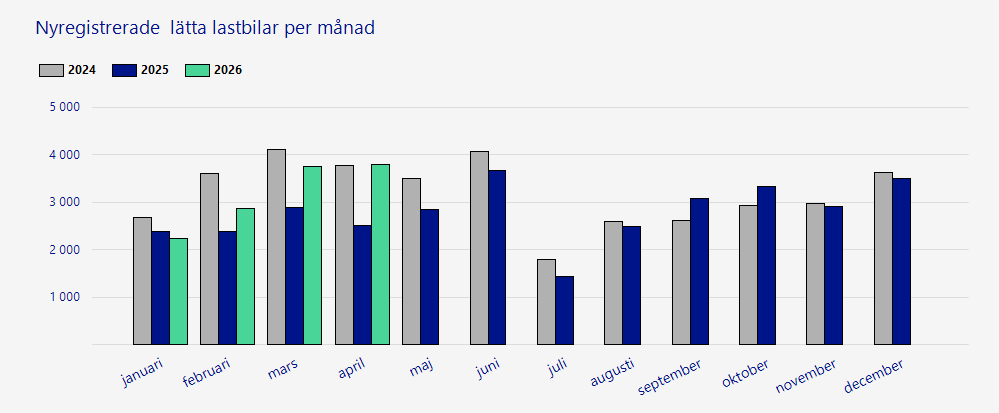 Nyregistrerade  lätta lastbilar per månad
2024 2025 2026
5 000
4 000
3 000
2 000
1 000
januari februari mars april maj juni juli augusti september oktober november december